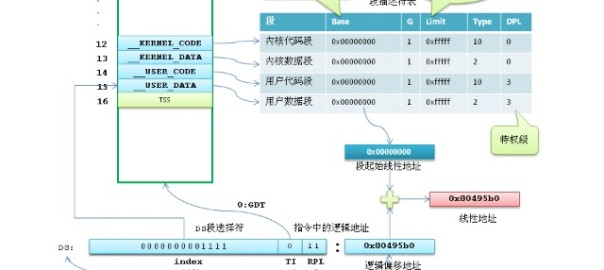 段描述符表
段 Base G Limit Type DPL
12 __KERNEL_CODE 内核代码段 0x00000000 1 0xfffff 10 0
13 __KERNEL_DATA 内核数据段 0x00000000 1 0xfffff 2 0
14 __USER_CODE 用户代码段 0x00000000 1 0xfffff 10 3
15 __USER_DATA 用户数据段 0x00000000 1 0xfffff 2 3
16 TSS
特权级
0x00000000
段起始线性地址
0x80495b0
线性地址
0:GDT
DS段选择符 指令中的逻辑地址
DS: 0000000001111 0 11 : 0x80495b0
index TI RPL 逻辑偏移地址